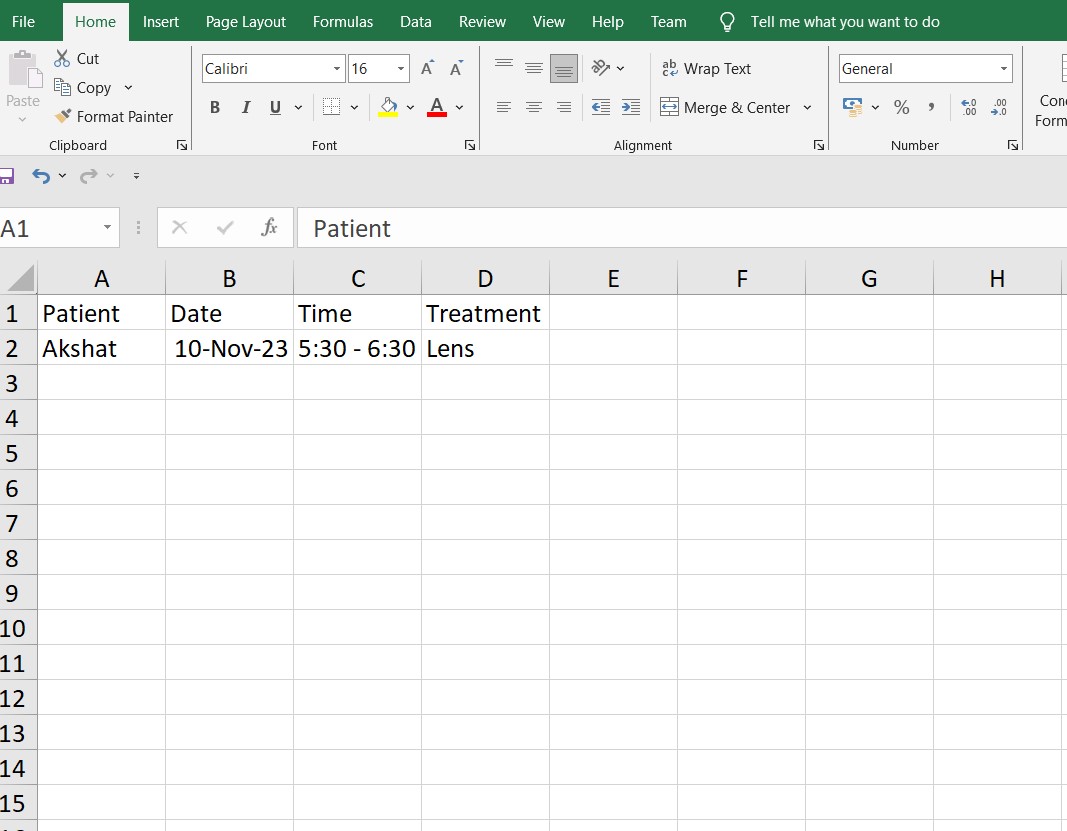 File Home Insert Page Layout Formulas Data Review View Help Team Tell me what you want to do
Paste
Cut
Copy
Format Painter
Clipboard
Calibri 16 A A
B I U A
Font
ab Wrap Text
Merge & Center
Alignment
General
% , .00
Number
A1 fx Patient
A B C D E F G H
1 Patient Date Time Treatment
2 Akshat 10-Nov-23 5:30 - 6:30 Lens
3
4
5
6
7
8
9
10
11
12
13
14
15